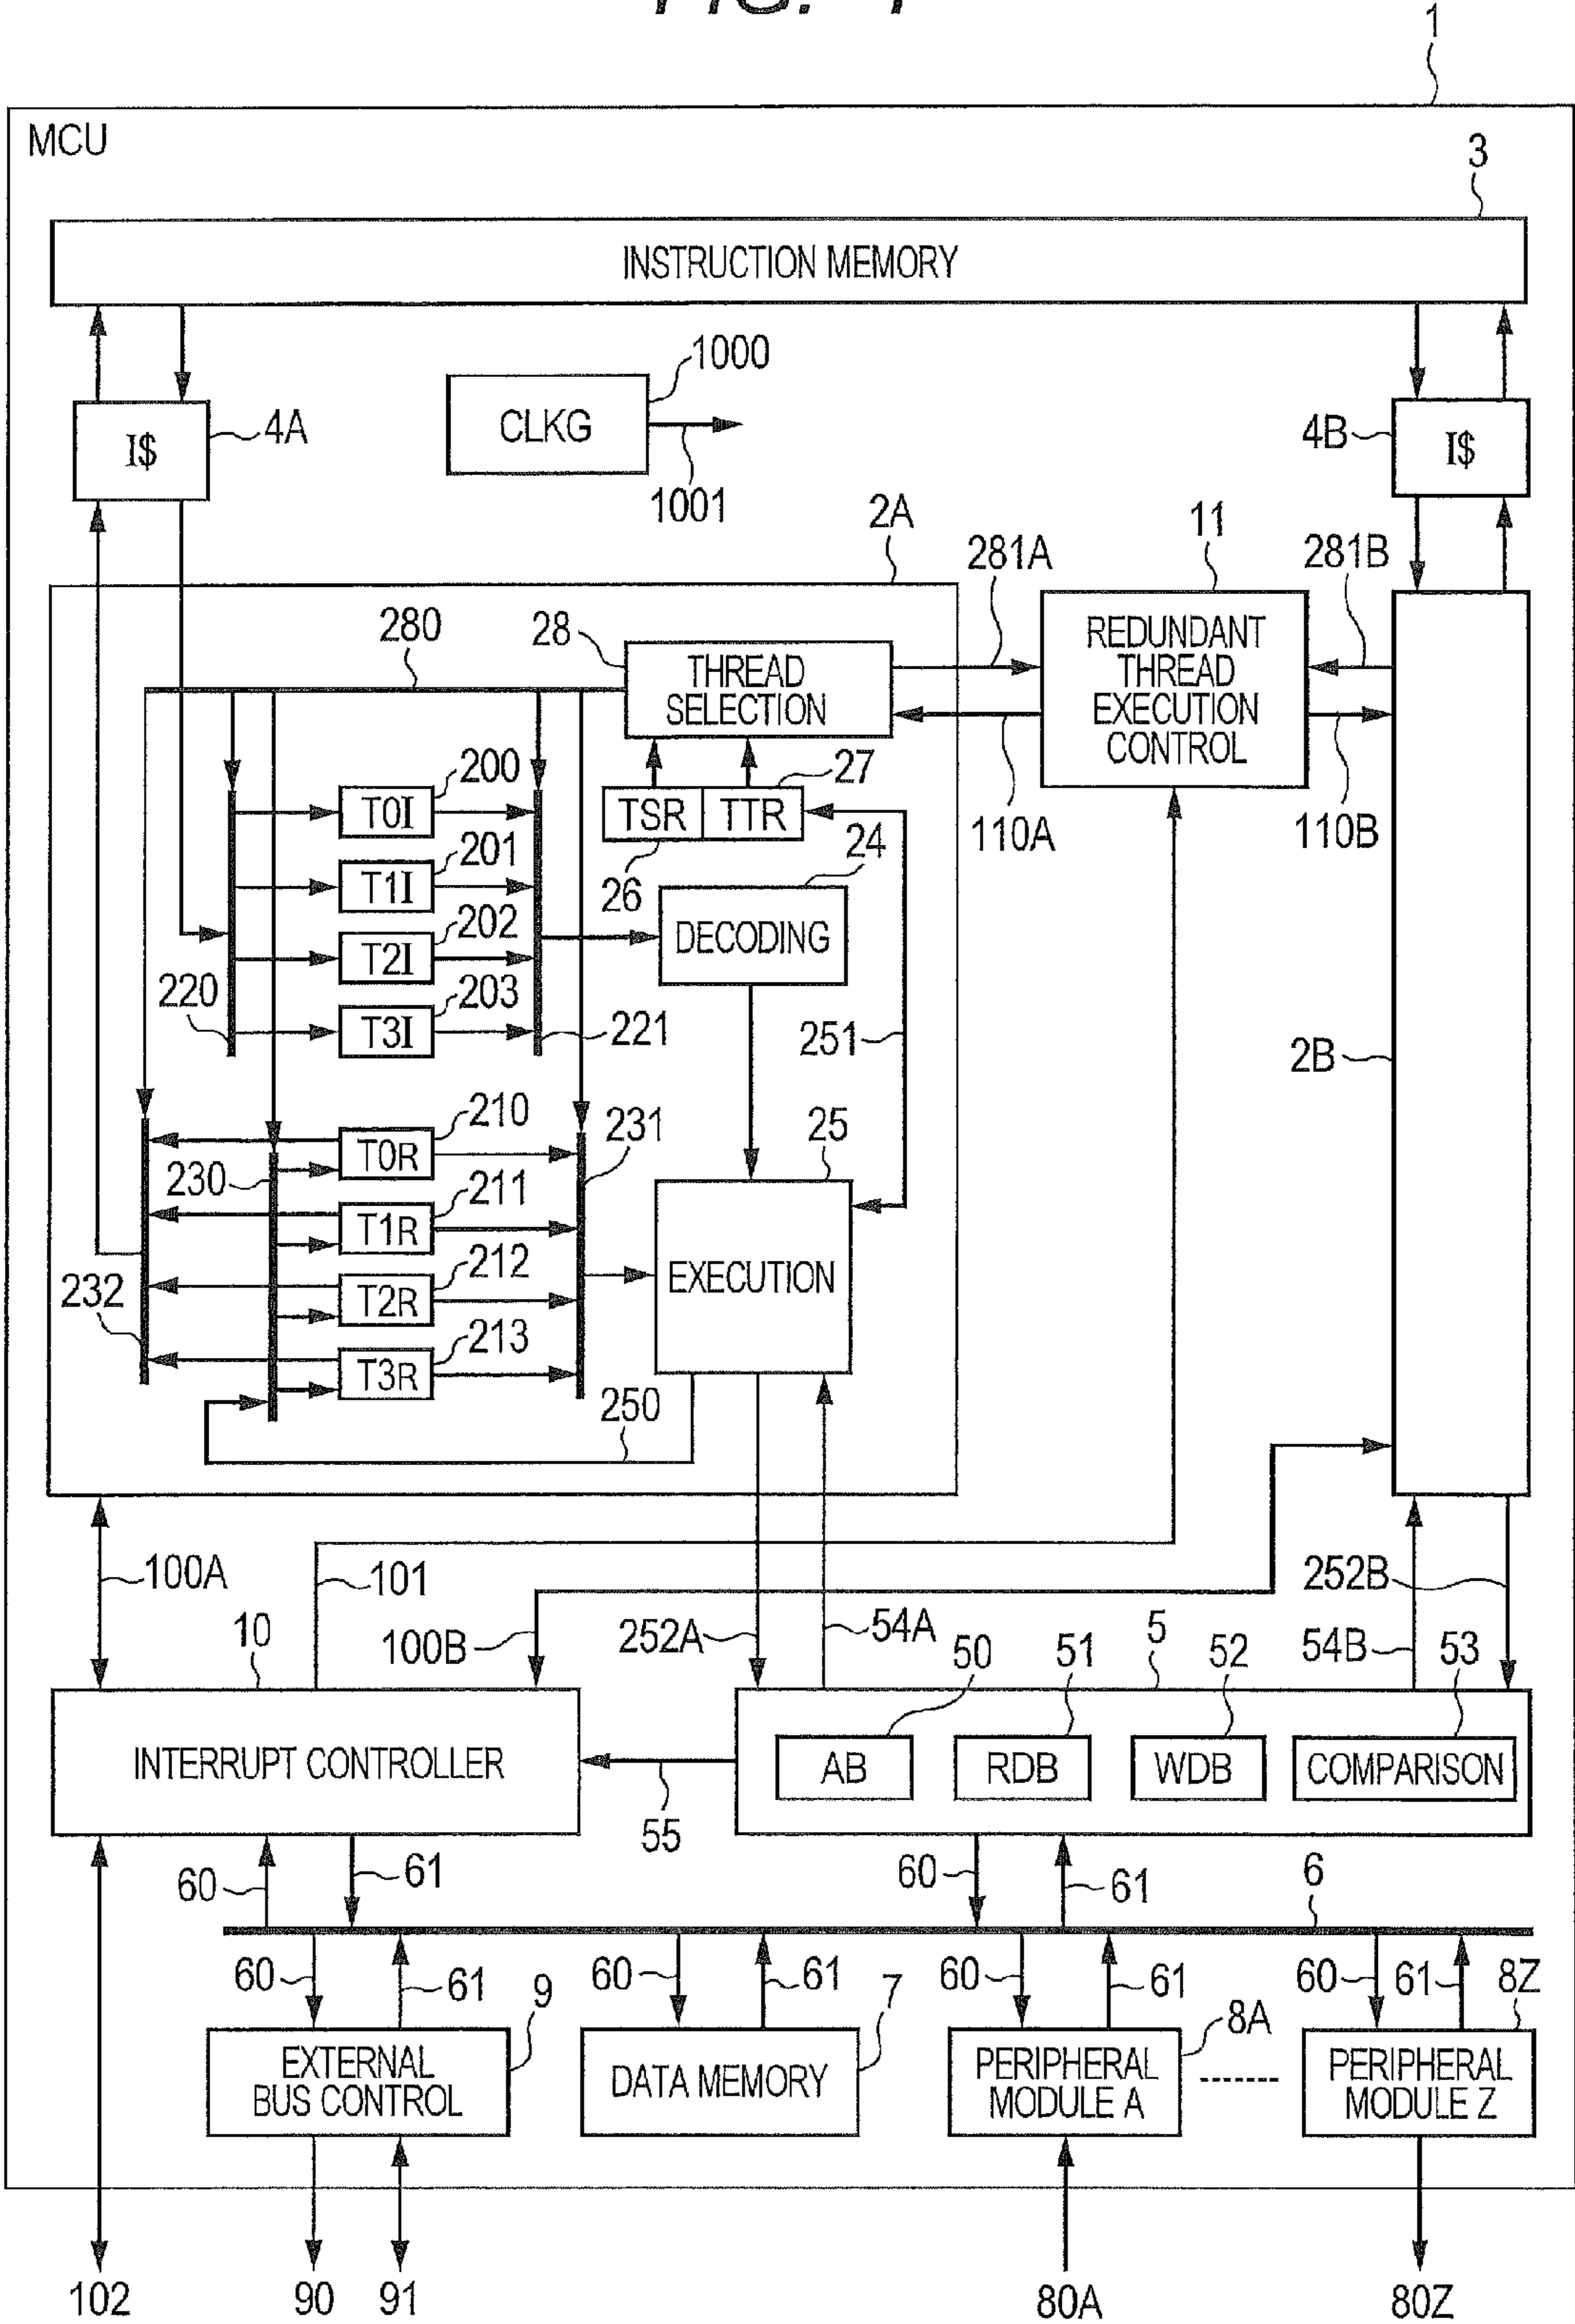 FIG. 1
1
MCU
3
INSTRUCTION MEMORY
1000
CLKG
1001
4A
I$
4B
I$
2A
281A
11
281B
280
28
THREAD
SELECTION
REDUNDANT
THREAD
EXECUTION
CONTROL
110A
110B
200
T0I
201
T1I
202
T2I
203
T3I
27
TSR
TTR
26
24
DECODING
220
221
251
2B
210
T0R
211
T1R
212
T2R
213
T3R
230
231
232
25
EXECUTION
250
100A
101
100B
252A
54A
252B
54B
10
INTERRUPT CONTROLLER
5
50
AB
51
RDB
52
WDB
53
COMPARISON
55
60
61
60
61
6
60
61
60
61
60
61
60
61
9
EXTERNAL
BUS CONTROL
7
DATA MEMORY
8A
PERIPHERAL
MODULE A
8Z
PERIPHERAL
MODULE Z
102
90
91
80A
80Z